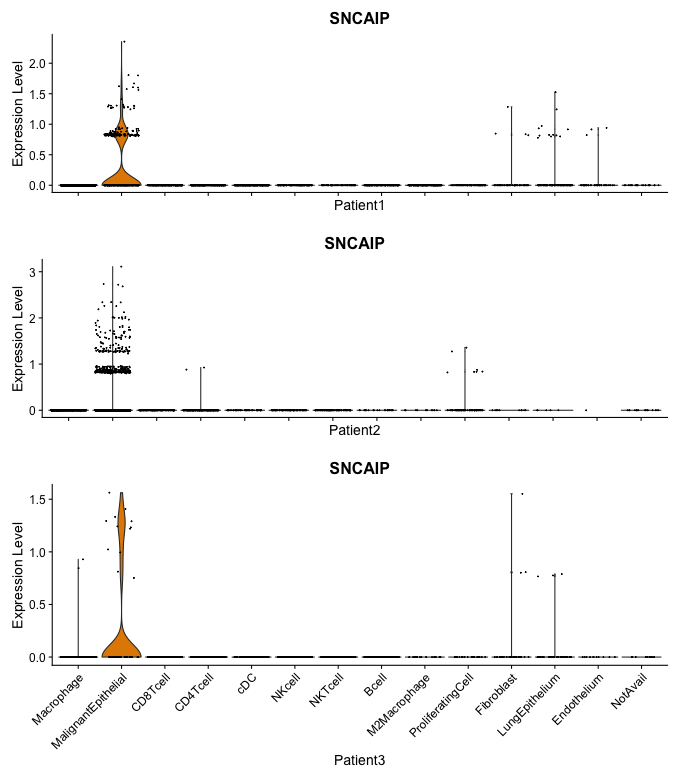 SNCAIP
Expression Level
2.0
1.5
1.0
0.5
0.0
Patient1
SNCAIP
Expression Level
3
2
1
0
Patient2
SNCAIP
Expression Level
1.5
1.0
0.5
0.0
Macrophage
MalignantEpithelial
CD8Tcell
CD4Tcell
cDC
NKcell
NKTcell
Bcell
M2Macrophage
ProliferatingCell
Fibroblast
LungEpithelium
Endothelium
NotAvail
Patient3